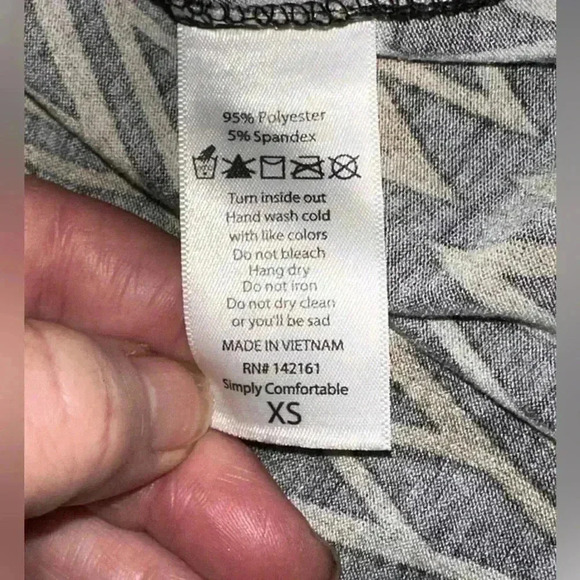 95% Polyester
5% Spandex
Turn inside out
Hand wash cold
with like colors
Do not bleach
Hang dry
Do not iron
Do not dry clean
or you'll be sad
MADE IN VIETNAM
RN# 142161
Simply Comfortable
XS